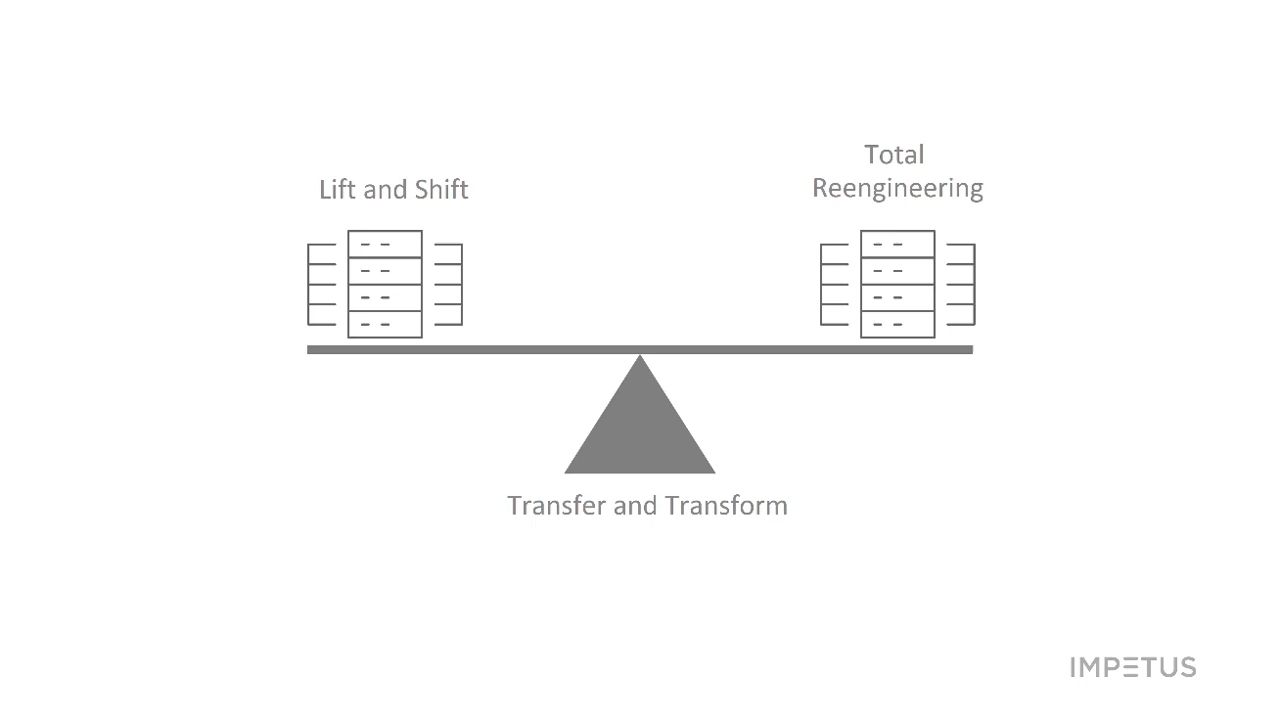 Lift and Shift
Total
Reengineering
Transfer and Transform
IMPETUS